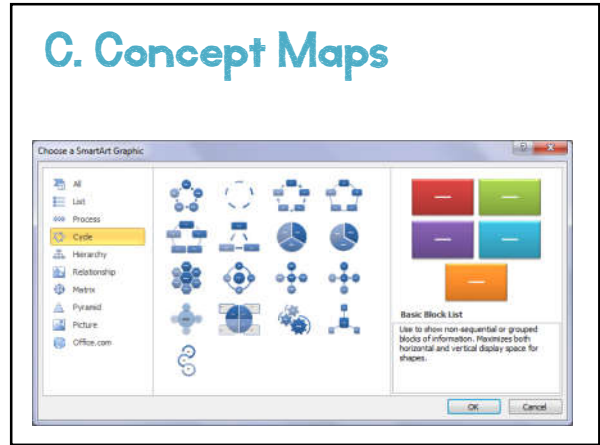 C. Concept Maps
Choose a SmartArt Graphic
All
List
Process
Cycle
Hierarchy
Relationship
Matrix
Pyramid
Picture
Office.com
Basic Block List
Use to show non-sequential or grouped
blocks of information. Maximizes both
horizontal and vertical display space for
shapes.
OK
Cancel